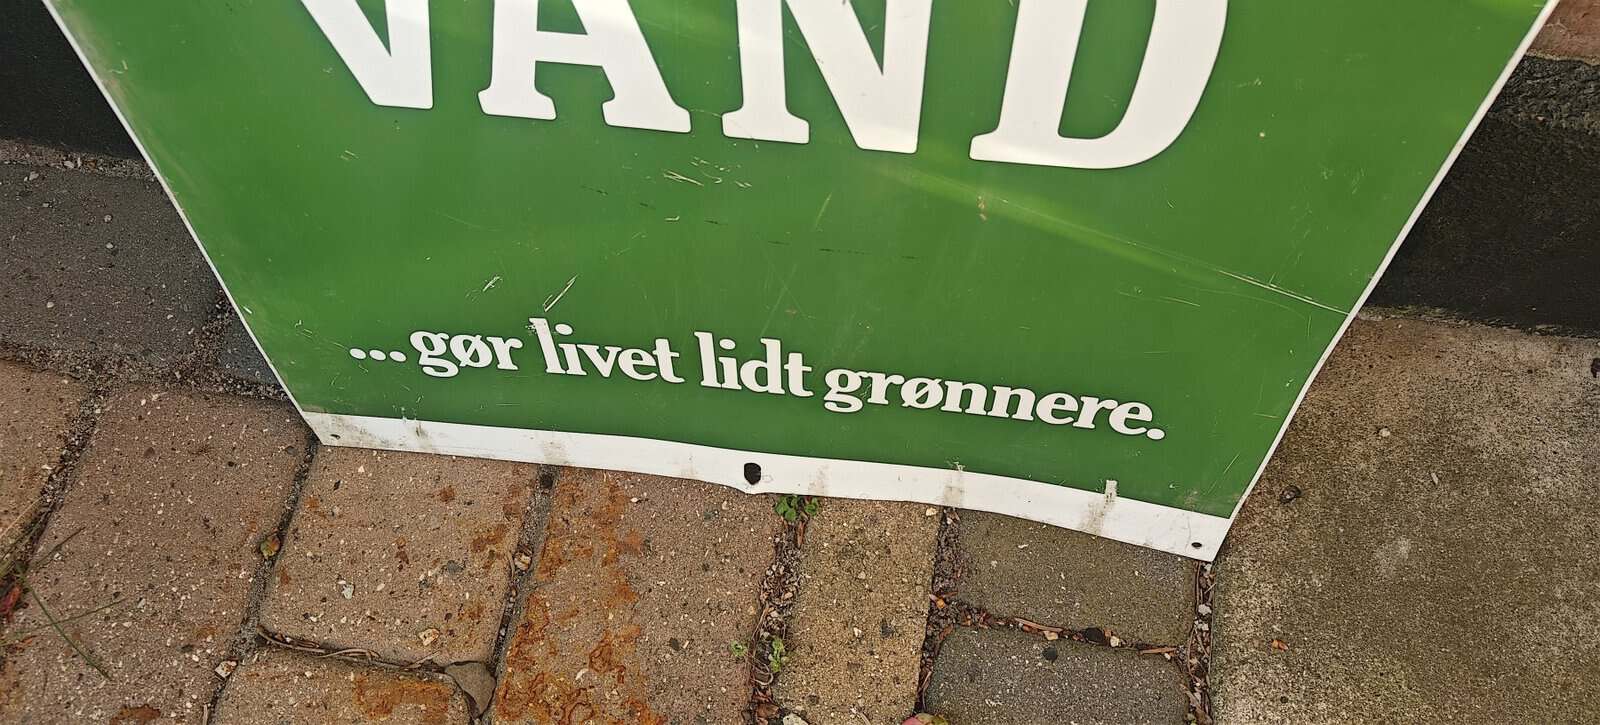 VAND
...gør livet lidt grønnere.